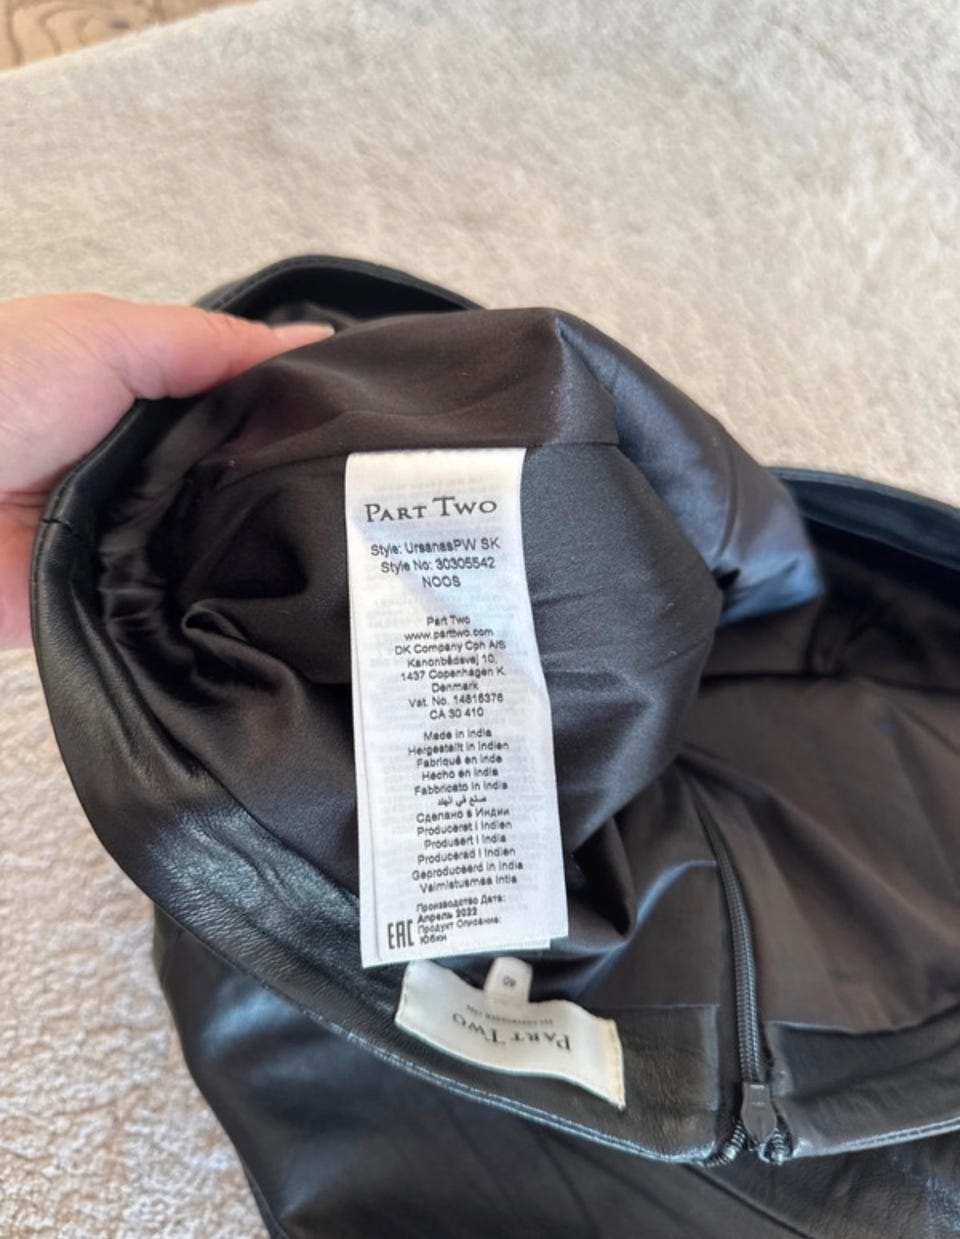 PART TWO
Style: UrsanasPW SK
Style No: 30305542
NOOS
Part Two
www.parttwo.com
DK Company Cph A/S
Kanonbådsvej 10,
1437 Copenhagen K.
Denmark
Vat. No. 14816376
CA 30 410
Made in India
Hergestellt in Indien
Fabriqué en Inde
Hecho en India
Fabbricato in India
صنع في الهند
Сделано в Индии
Produceret i Indien
Produsert i India
Producerad i Indien
Geproduceerd in India
Valmistusmaa Intia
Производство Дата:
Апрель 2022
EAC Продукт Описание:
Юбки
40
PART TWO